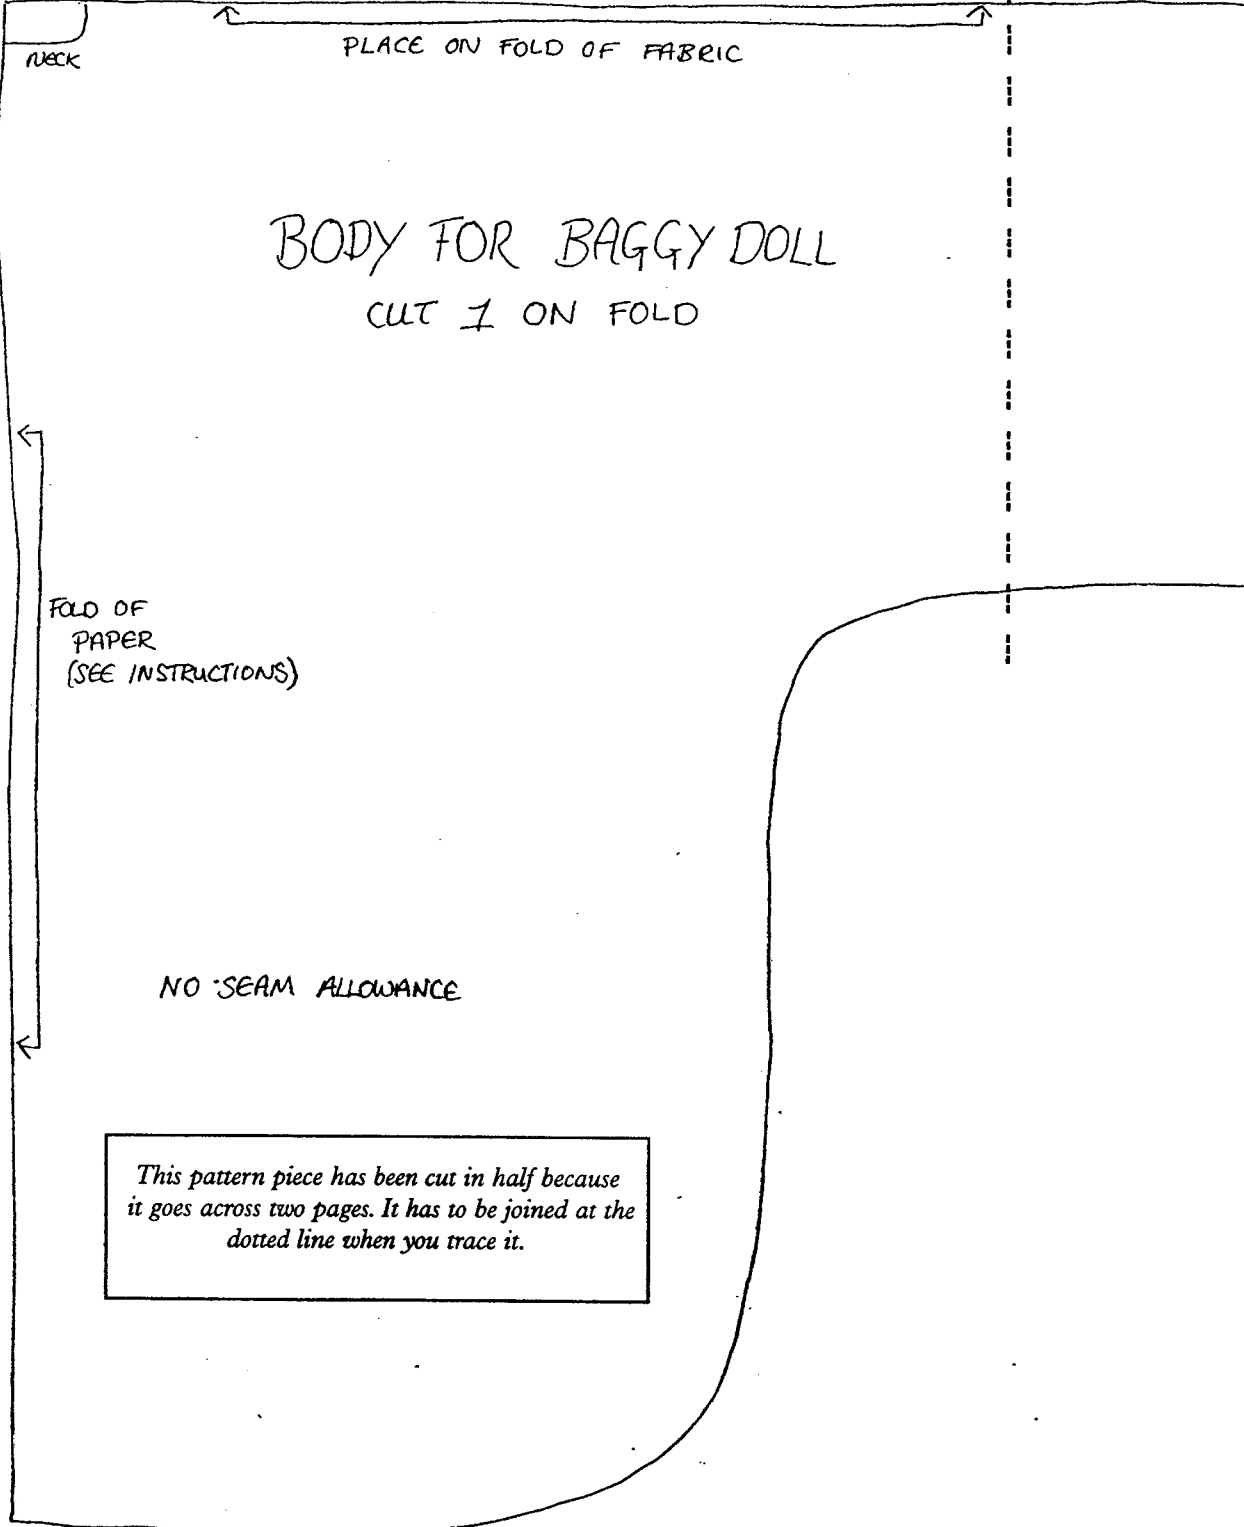 PLACE ON FOLD OF FABRIC
NECK
BODY FOR BAGGY DOLL
CUT 1 ON FOLD
FOLD OF
PAPER
(SEE INSTRUCTIONS)
NO SEAM ALLOWANCE
This pattern piece has been cut in half because
it goes across two pages. It has to be joined at the
dotted line when you trace it.